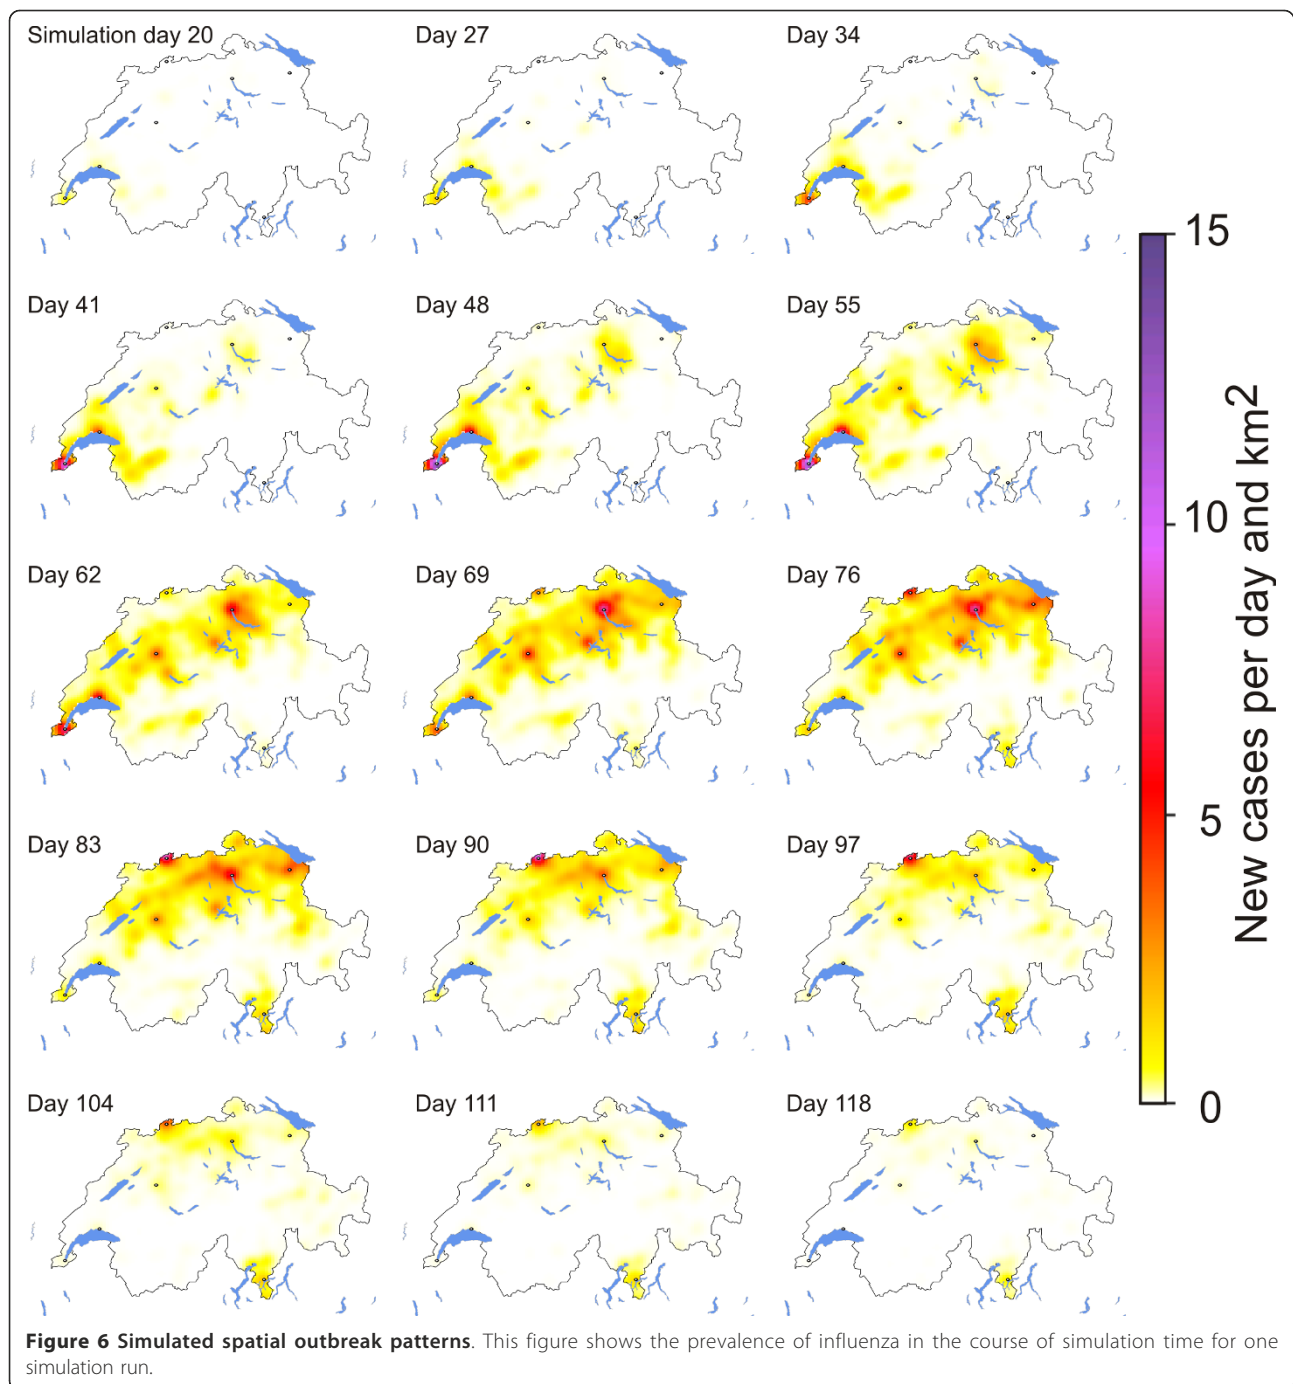 Simulation day 20
Day 27
Day 34
Day 41
Day 48
Day 55
Day 62
Day 69
Day 76
Day 83
Day 90
Day 97
Day 104
Day 111
Day 118
15
10
5
0
New cases per day and km2
Figure 6 Simulated spatial outbreak patterns. This figure shows the prevalence of influenza in the course of simulation time for one
simulation run.